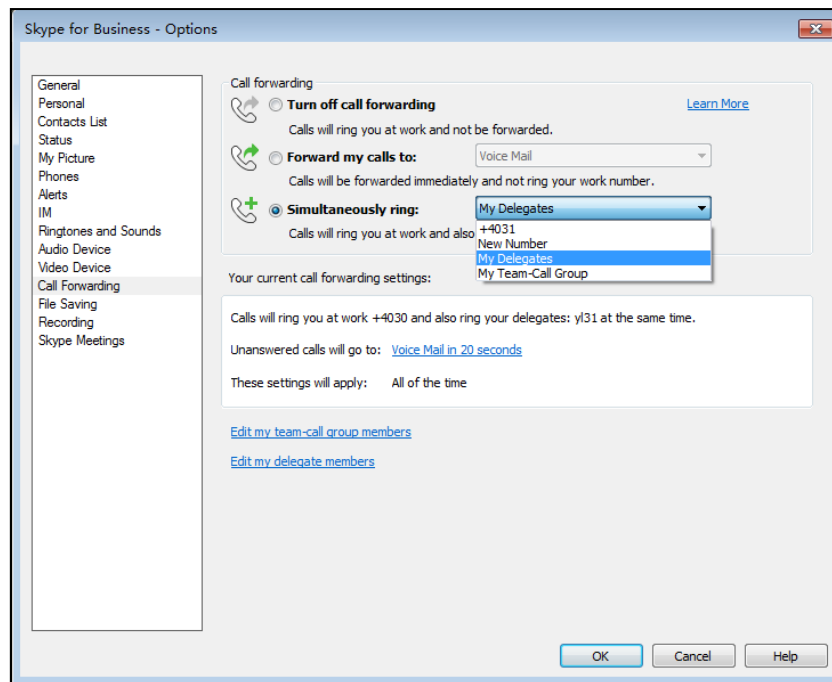 Skype for Business - Options
General
Personal
Contacts List
Status
My Picture
Phones
Alerts
IM
Ringtones and Sounds
Audio Device
Video Device
Call Forwarding
File Saving
Recording
Skype Meetings
Call forwarding
Turn off call forwarding
Learn More
Calls will ring you at work and not be forwarded.
Forward my calls to:
Voice Mail
Calls will be forwarded immediately and not ring your work number.
Simultaneously ring:
My Delegates
Calls will ring you at work and also
+4031
New Number
My Delegates
My Team-Call Group
Your current call forwarding settings:
Calls will ring you at work +4030 and also ring your delegates: yl31 at the same time.
Unanswered calls will go to: Voice Mail in 20 seconds
These settings will apply: All of the time
Edit my team-call group members
Edit my delegate members
OK
Cancel
Help